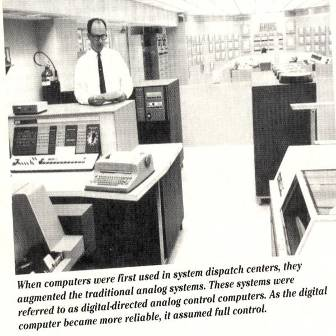 When computers were first used in system dispatch centers, they
augmented the traditional analog systems. These systems were
referred to as digital-directed analog control computers. As the digital
computer became more reliable, it assumed full control.